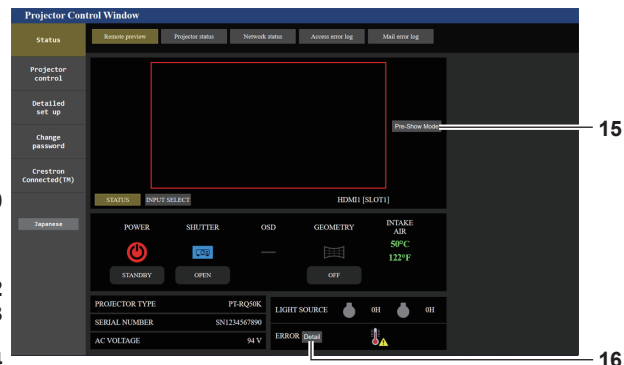 Projector Control Window
Status
Remote preview
Projector status
Network status
Access error log
Mail error log
Projector control
Detailed set up
Change password
Crestron Connected(TM)
Japanese
Pre-Show Mode
15
STATUS
INPUT SELECT
HDMI1 [SLOT1]
POWER
SHUTTER
OSD
GEOMETRY
INTAKE AIR
50°C
122°F
STANDBY
OPEN
OFF
PROJECTOR TYPE PT-RQ50K
SERIAL NUMBER SN1234567890
AC VOLTAGE 94 V
LIGHT SOURCE 0H 0H
ERROR Detail
16